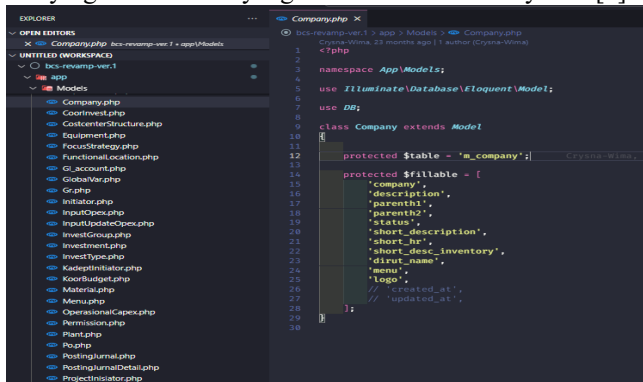 EXPLORER
OPEN EDITORS
Company.php bcs-revamp-ver.1 • app\Models
UNTITLED (WORKSPACE)
bcs-revamp-ver.1
app
Models
Company.php
CoorInvest.php
CostcenterStructure.php
Equipment.php
FocusStrategy.php
FunctionalLocation.php
Gl_account.php
GlobalVar.php
Gr.php
Initiator.php
InputOpex.php
InputUpdateOpex.php
InvestGroup.php
Investment.php
InvestType.php
KadeptInitiator.php
KoorBudget.php
Material.php
Menu.php
OperasionalCapex.php
Permission.php
Plant.php
Po.php
PostingJurnal.php
PostingJurnalDetail.php
ProjectInisiator.php
Company.php
bcs-revamp-ver.1 > app > Models > Company.php
Crysna-Wima, 23 months ago | 1 author (Crysna-Wima)
1 <?php
2
3 namespace App\Models;
4
5 use Illuminate\Database\Eloquent\Model;
6
7 use DB;
8
9 class Company extends Model
10 {
11
12 protected $table = 'm_company'; Crysna-Wima,
13
14 protected $fillable = [
15 'company',
16 'description',
17 'parenth1',
18 'parenth2',
19 'status',
20 'short_description',
21 'short_hr',
22 'short_desc_inventory',
23 'dirut_name',
24 'menu',
25 'logo',
26 // 'created_at',
27 // 'updated_at',
28 ];
29 }
30